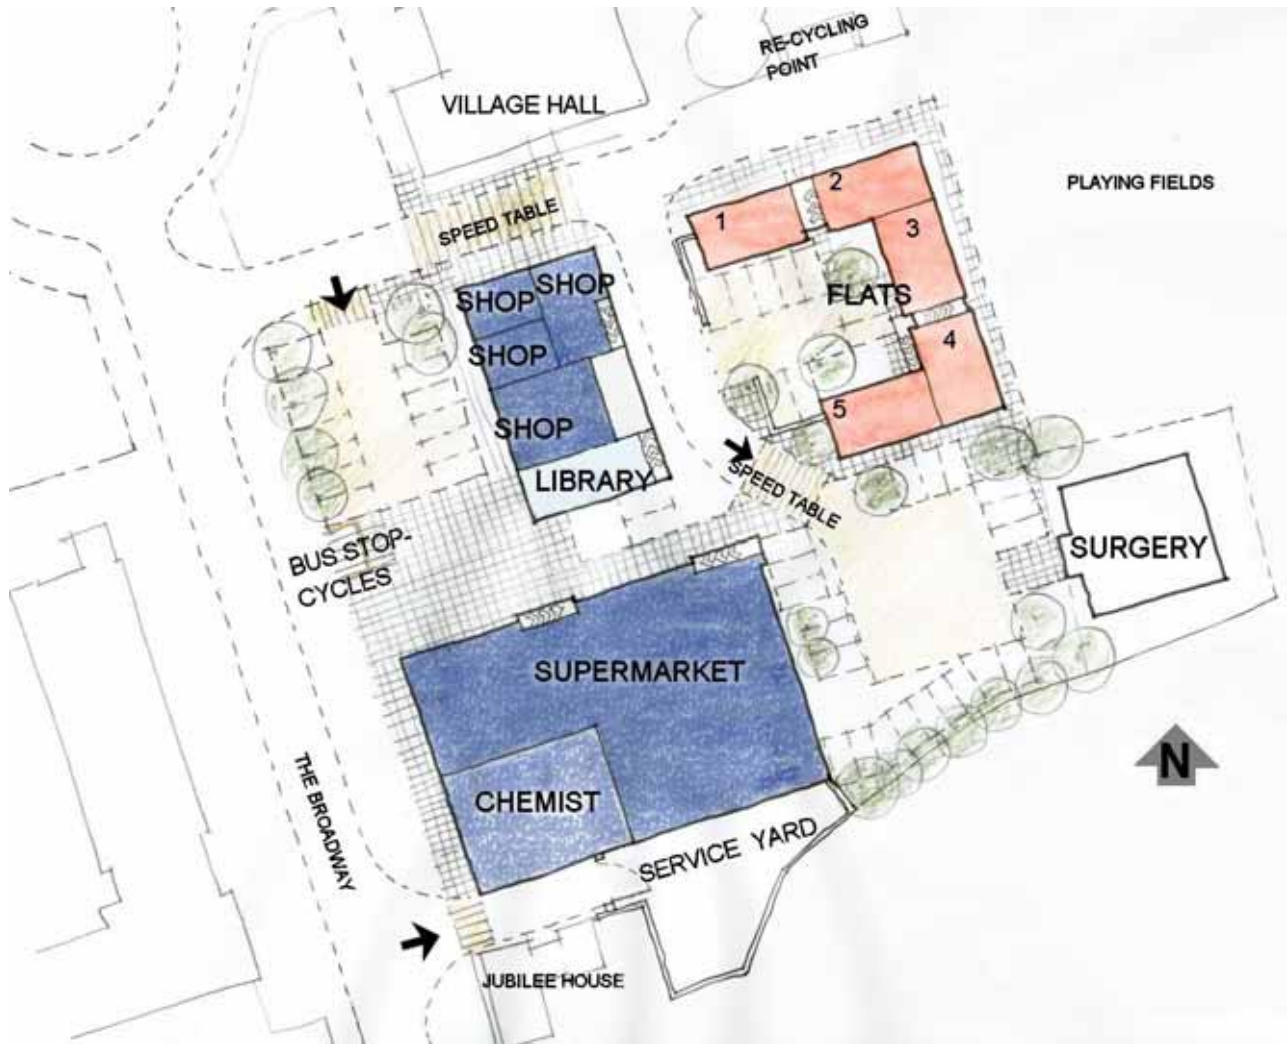 RE-CYCLING
POINT
VILLAGE HALL
PLAYING FIELDS
1
2
3
SPEED TABLE
SHOP
SHOP
FLATS
SHOP
4
5
SHOP
LIBRARY
SPEED TABLE
BUS STOP-
CYCLES
SURGERY
SUPERMARKET
N
THE BROADWAY
CHEMIST
SERVICE YARD
JUBILEE HOUSE